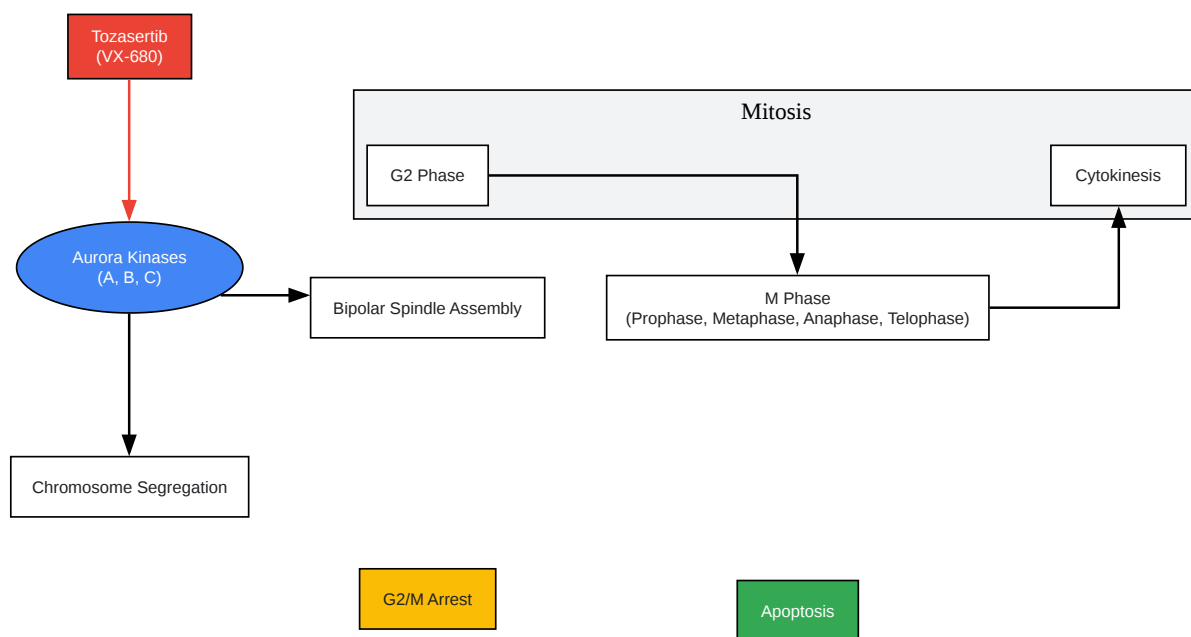 Tozasertib
(VX-680)
Mitosis
G2 Phase
Cytokinesis
Aurora Kinases
(A, B, C)
Bipolar Spindle Assembly
M Phase
(Prophase, Metaphase, Anaphase, Telophase)
Chromosome Segregation
G2/M Arrest
Apoptosis